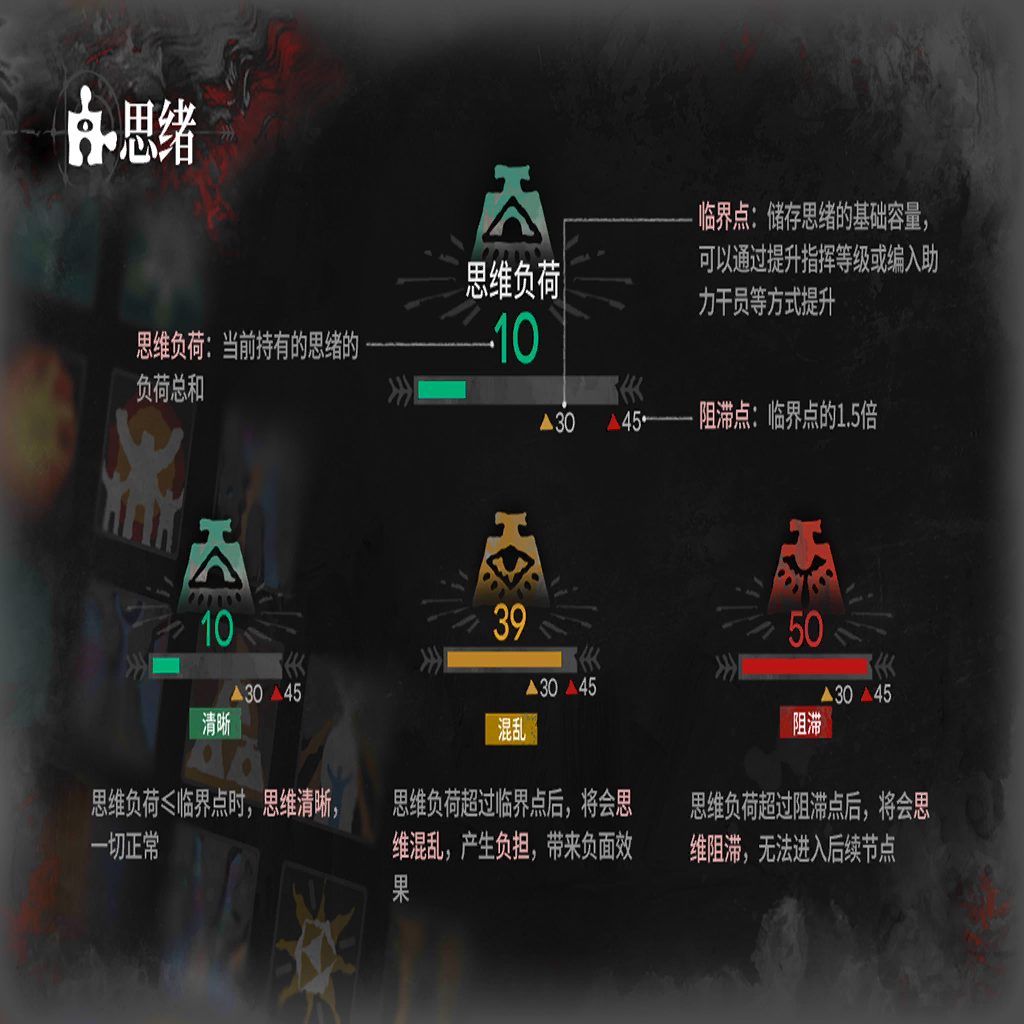 思绪
临界点：储存思绪的基础容量，
可以通过提升指挥等级或编入助
力干员等方式提升
思维负荷
思维负荷：当前持有的思绪的
负荷总和
10
30
45
阻滞点：临界点的1.5倍
10
30
45
清晰
39
30
45
混乱
50
30
45
阻滞
思维负荷≤临界点时，思维清晰，
一切正常
思维负荷超过临界点后，将会思
维混乱，产生负担，带来负面效
果
思维负荷超过阻滞点后，将会思
维阻滞，无法进入后续节点